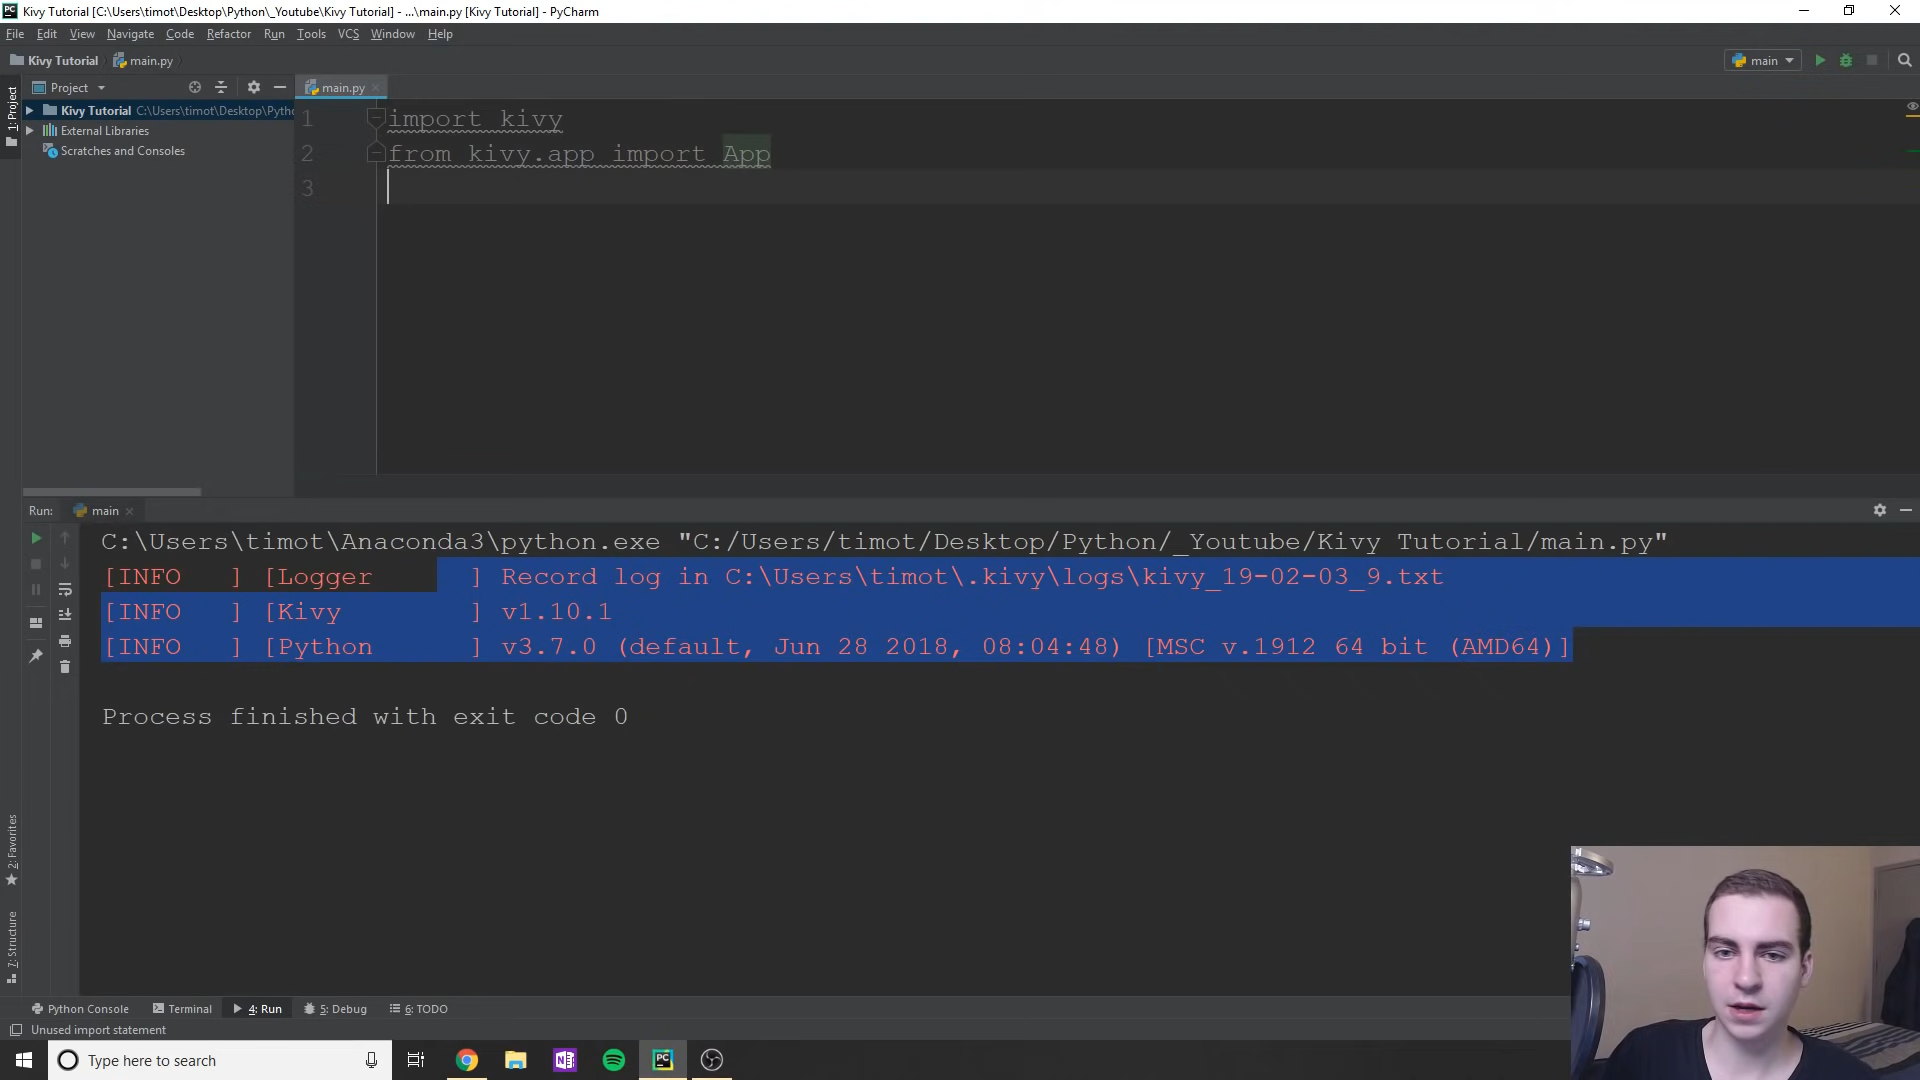 PC Kivy Tutorial [C:\Users\timot\Desktop\Python\_Youtube\Kivy Tutorial] - ...\main.py [Kivy Tutorial] - PyCharm
File Edit View Navigate Code Refactor Run Tools VCS Window Help
Kivy Tutorial main.py main
1: Project
Project main.py
Kivy Tutorial C:\Users\timot\Desktop\Pytho
External Libraries
Scratches and Consoles
1 import kivy
2 from kivy.app import App
3
Run: main
C:\Users\timot\Anaconda3\python.exe "C:/Users/timot/Desktop/Python/_Youtube/Kivy Tutorial/main.py"
[INFO ] [Logger ] Record log in C:\Users\timot\.kivy\logs\kivy_19-02-03_9.txt
[INFO ] [Kivy ] v1.10.1
[INFO ] [Python ] v3.7.0 (default, Jun 28 2018, 08:04:48) [MSC v.1912 64 bit (AMD64)]
Process finished with exit code 0
2: Favorites
7: Structure
Python Console Terminal 4: Run 5: Debug 6: TODO
Unused import statement
Type here to search N PC